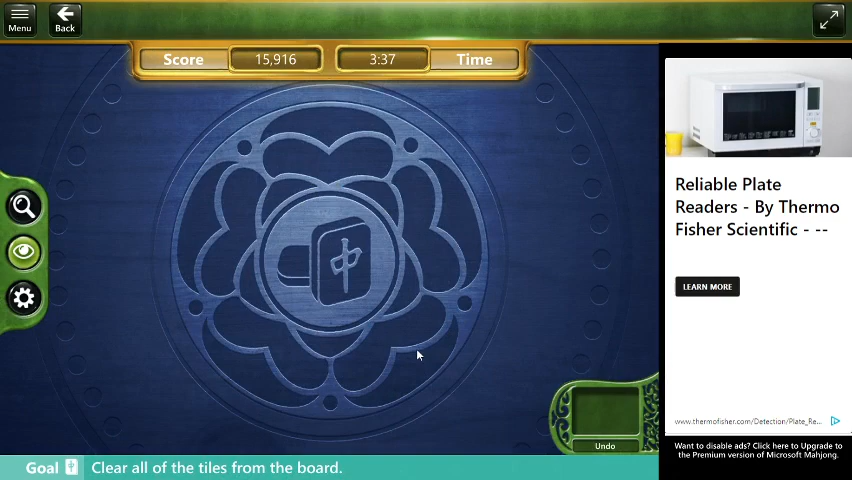 Menu
Back
Score 15,916 3:37 Time
中
Reliable Plate
Readers - By Thermo
Fisher Scientific - --
LEARN MORE
www.thermofisher.com/Detection/Plate_Re...
Undo
Want to disable ads? Click here to Upgrade to
the Premium version of Microsoft Mahjong.
Goal 中 Clear all of the tiles from the board.